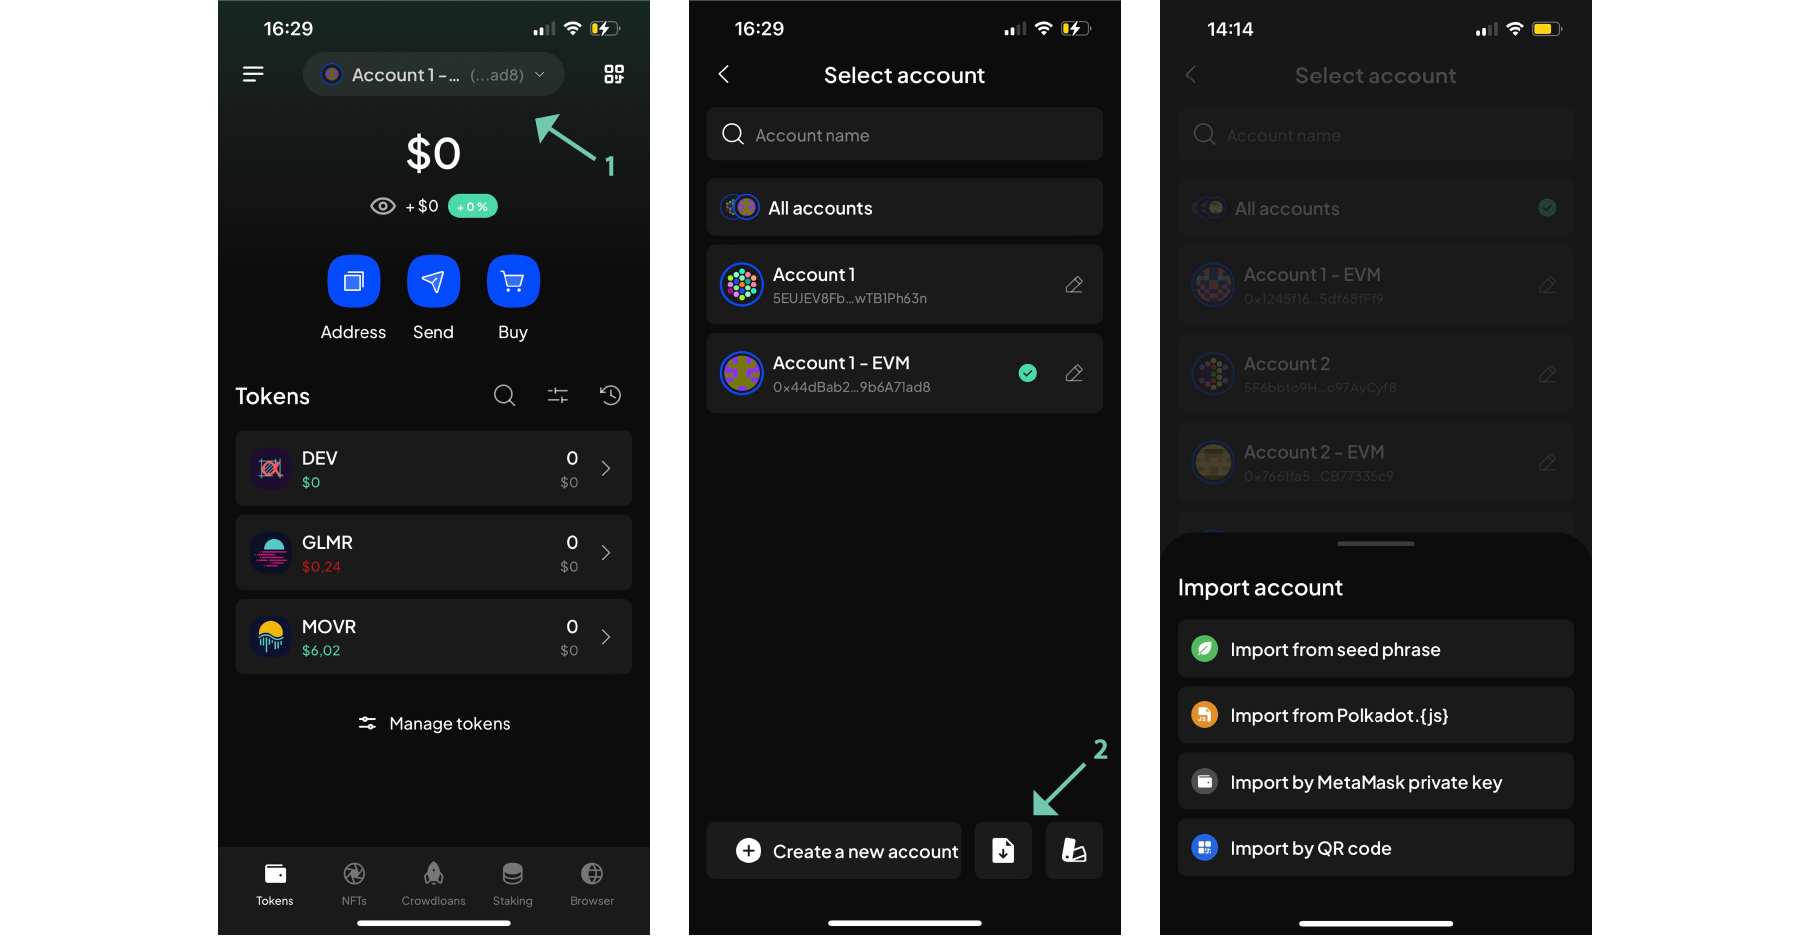 16:29
Account 1 -... (...ad8)
1
$0
+ $0 + 0 %
Address Send Buy
Tokens
DEV 0
$0 $0
GLMR 0
$0,24 $0
MOVR 0
$6,02 $0
Manage tokens
Tokens NFTs Crowdloans Staking Browser
16:29
Select account
Account name
All accounts
Account 1
5EUJEV8Fb...wTB1Ph63n
Account 1 - EVM
0x44dBab2...9b6A71ad8
2
Create a new account
14:14
Select account
Account name
All accounts
Account 1 - EVM
0x1245f16...5df68fFf9
Account 2
5F6bbto9H...c97AyCyf8
Account 2 - EVM
0x7661fa5...CB77335c9
Import account
Import from seed phrase
JS Import from Polkadot.{js}
Import by MetaMask private key
Import by QR code